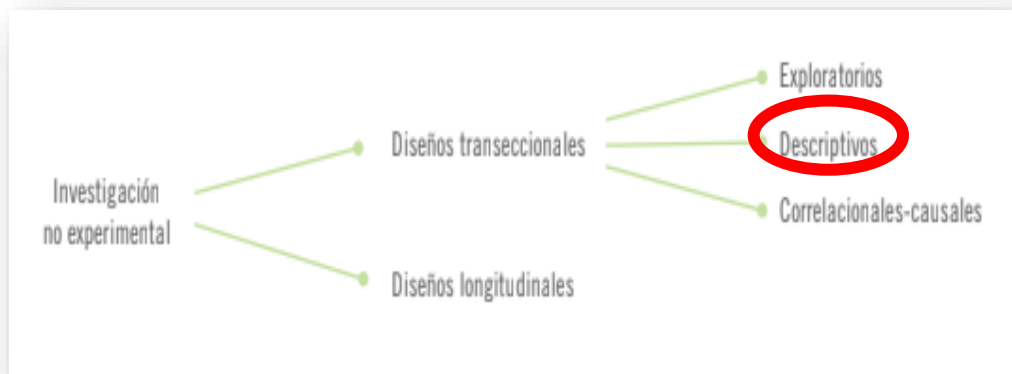 Exploratorios
Diseños transeccionales
Descriptivos
Investigación
no experimental
Correlacionales-causales
Diseños longitudinales